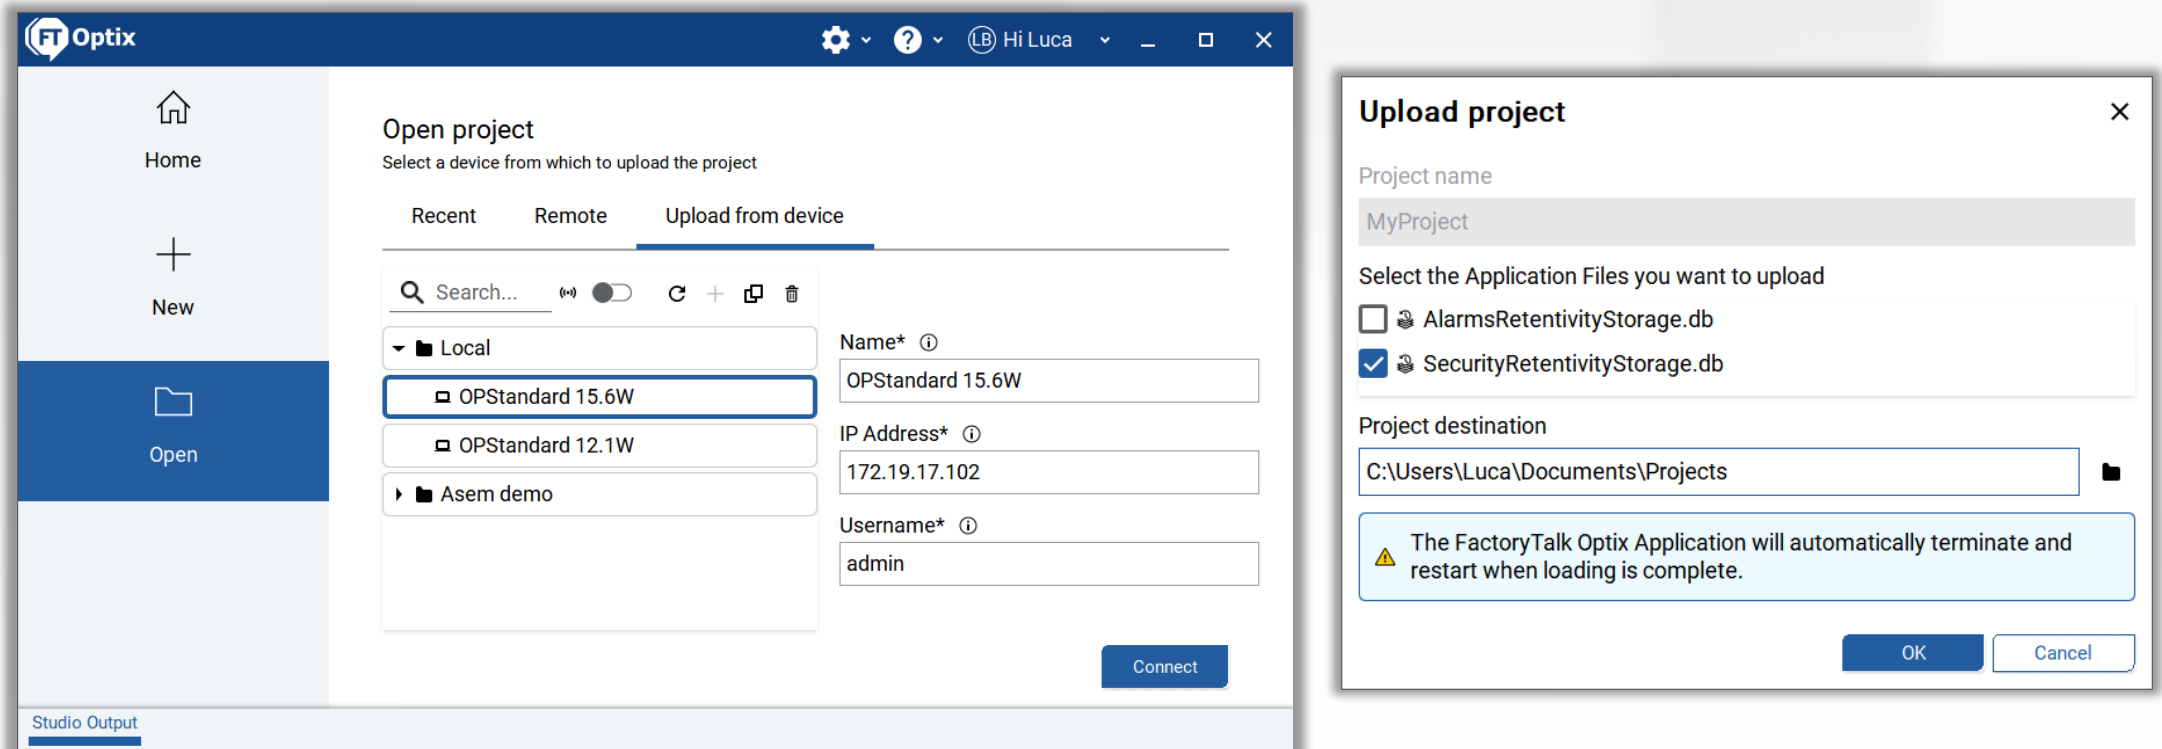 FT Optix
LB Hi Luca
Home
New
Open
Open project
Select a device from which to upload the project
Recent Remote Upload from device
Search...
Local
OPStandard 15.6W
OPStandard 12.1W
Asem demo
Name*
OPStandard 15.6W
IP Address*
172.19.17.102
Username*
admin
Connect
Studio Output
Upload project
Project name
MyProject
Select the Application Files you want to upload
AlarmsRetentivityStorage.db
SecurityRetentivityStorage.db
Project destination
C:\Users\Luca\Documents\Projects
The FactoryTalk Optix Application will automatically terminate and
restart when loading is complete.
OK Cancel